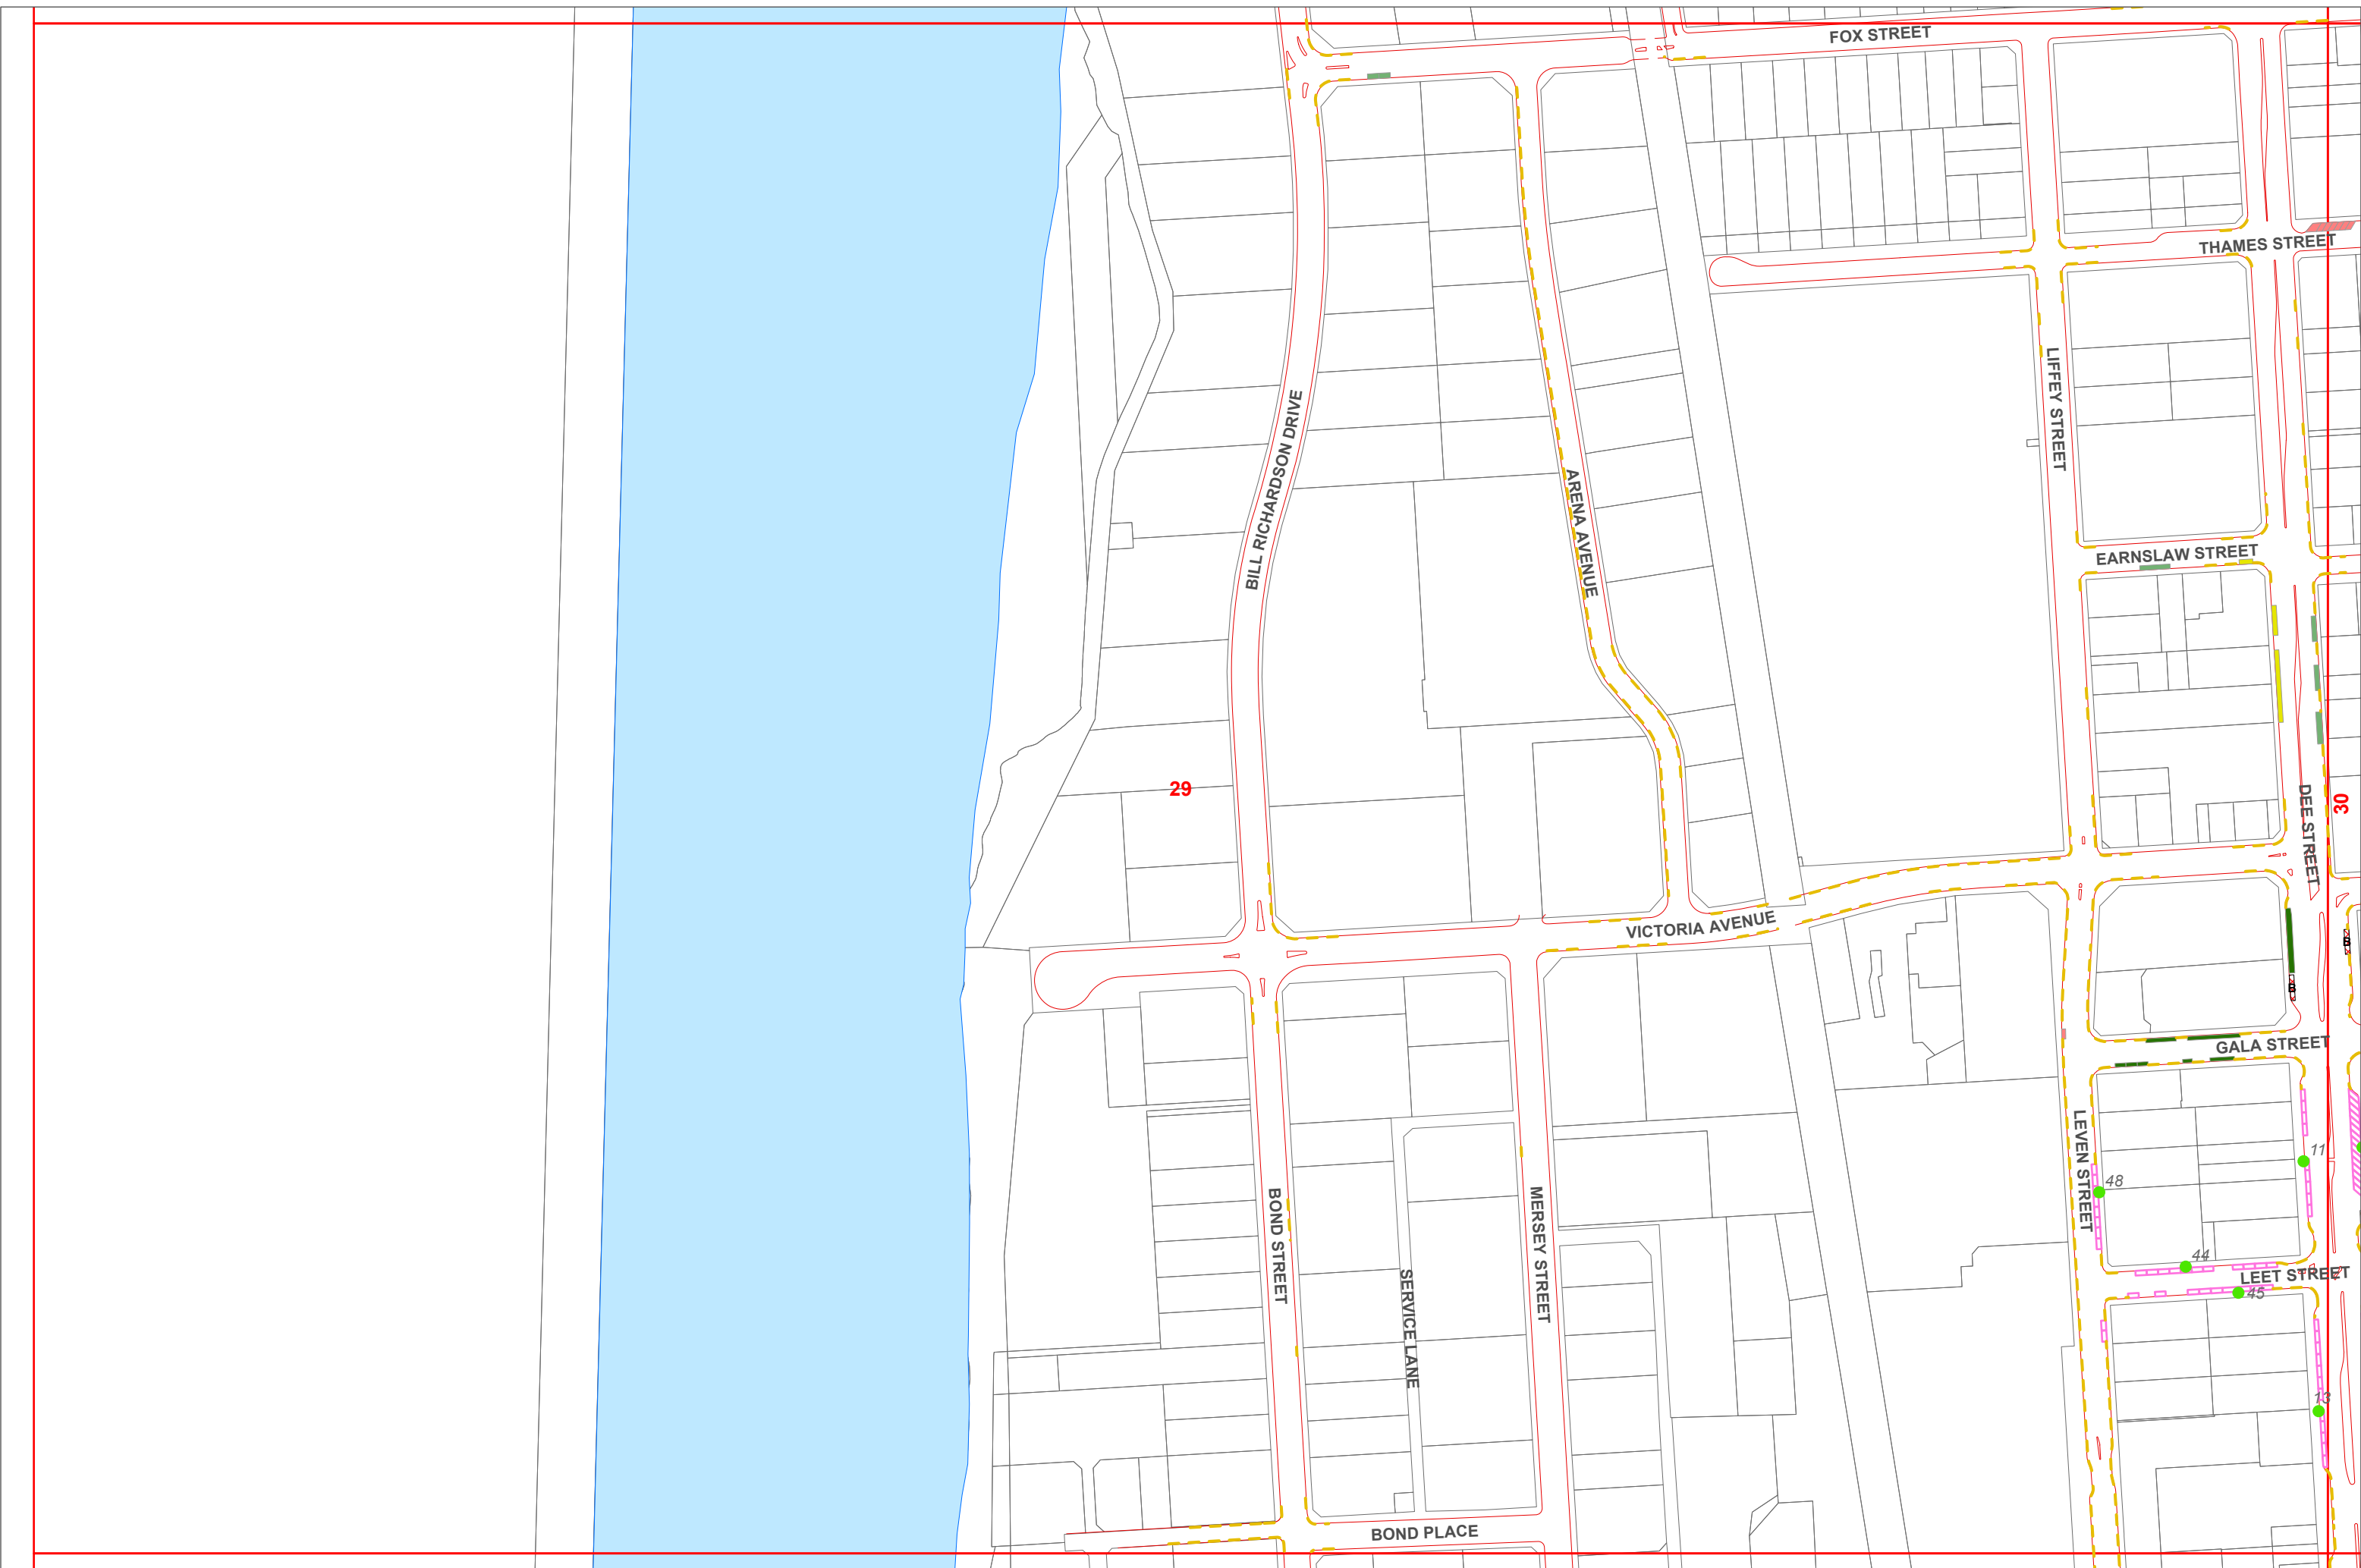 FOX STREET
THAMES STREET
LIFFEY STREET
BILL RICHARDSON DRIVE
ARENA AVENUE
EARNSLAW STREET
29
30
DEE STREET
VICTORIA AVENUE
B
B
GALA STREET
LEVEN STREET
11
48
BOND STREET
MERSEY STREET
SERVICE LANE
44
LEET STREET
45
13
BOND PLACE